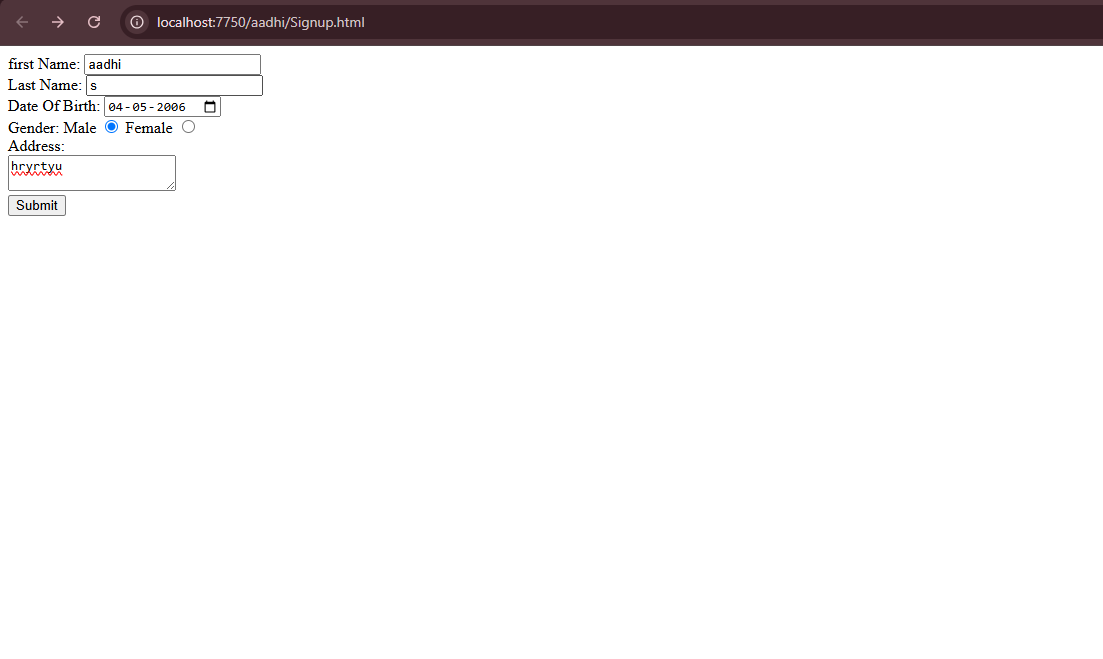 localhost:7750/aadhi/Signup.html
first Name: aadhi
Last Name: s
Date Of Birth: 04-05-2006
Gender: Male Female
Address:
hryrtyu
Submit